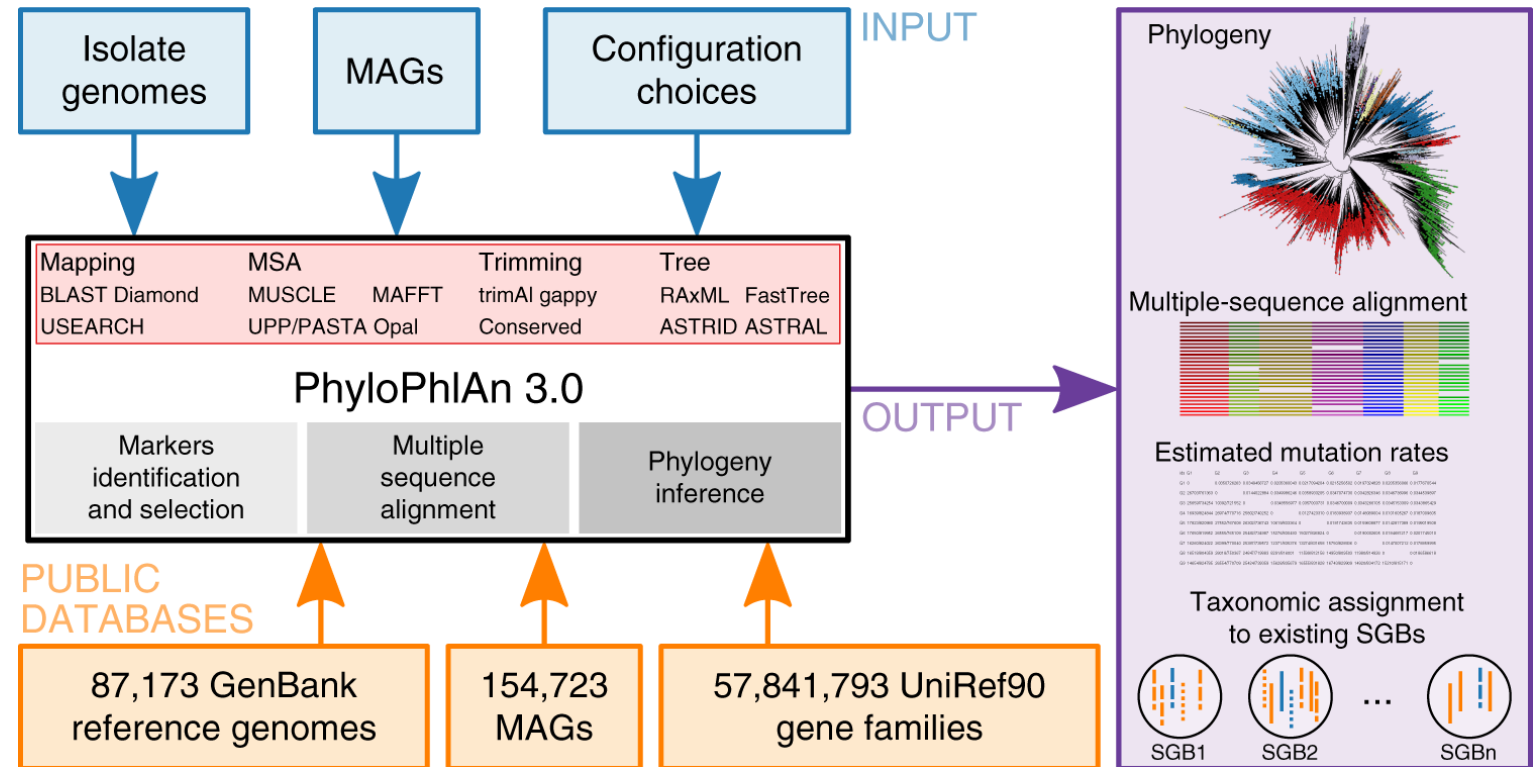 Isolate
genomes
MAGs
Configuration
choices
INPUT
Mapping
BLAST Diamond
USEARCH
MSA
MUSCLE MAFFT
UPP/PASTA Opal
Trimming
trimAl gappy
Conserved
Tree
RAxML FastTree
ASTRID ASTRAL
PhyloPhlAn 3.0
Markers
identification
and selection
Multiple
sequence
alignment
Phylogeny
inference
OUTPUT
PUBLIC
DATABASES
87,173 GenBank
reference genomes
154,723
MAGs
57,841,793 UniRef90
gene families
Phylogeny
Multiple-sequence alignment
Estimated mutation rates
Taxonomic assignment
to existing SGBs
...
SGB1 SGB2 SGBn